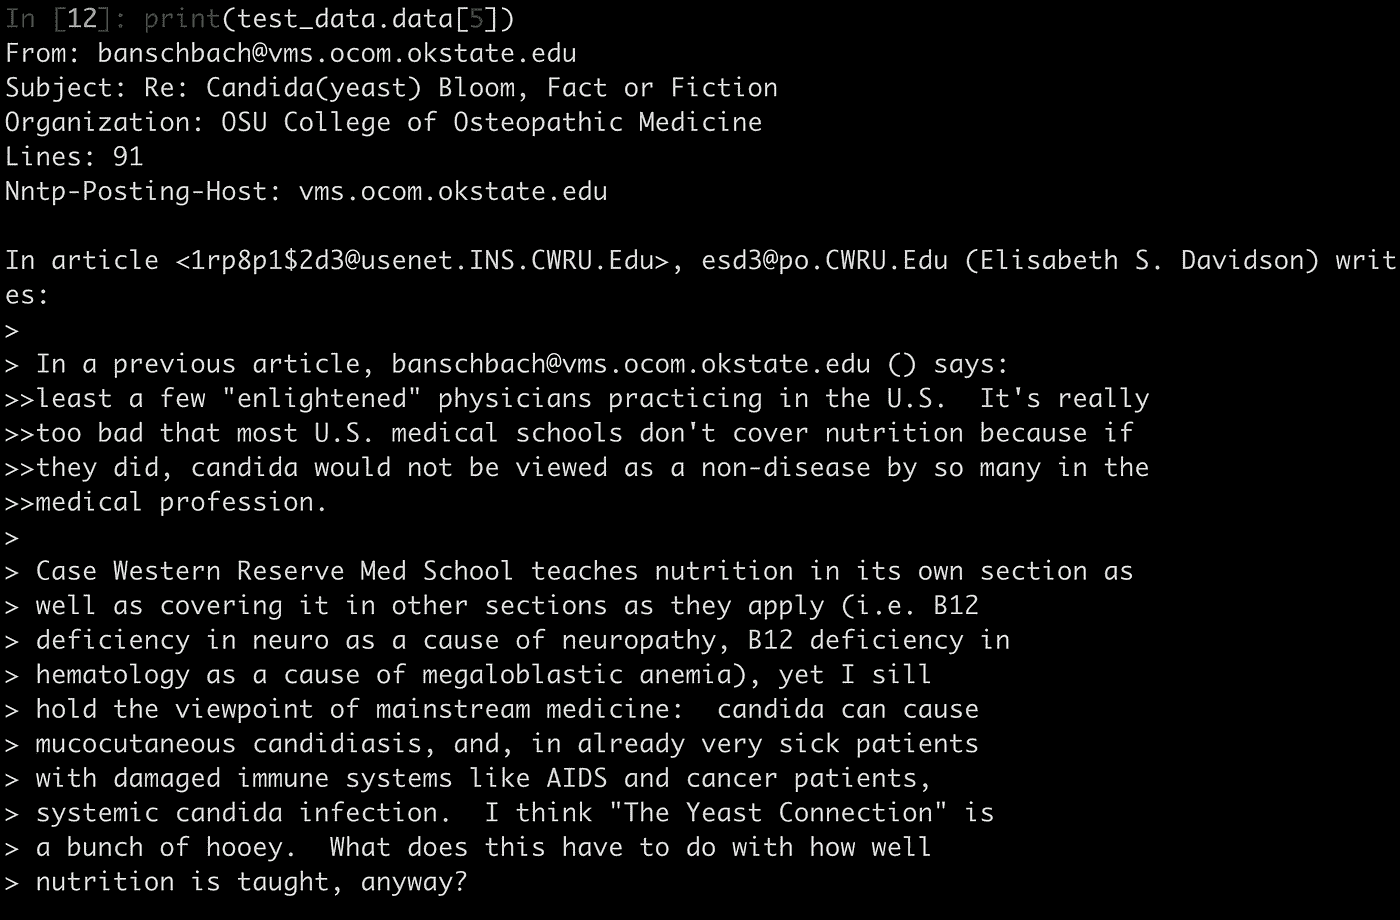 In [12]: print(test_data.data[5])
From: banschbach@vms.ocom.okstate.edu
Subject: Re: Candida(yeast) Bloom, Fact or Fiction
Organization: OSU College of Osteopathic Medicine
Lines: 91
Nntp-Posting-Host: vms.ocom.okstate.edu

In article <1rp8p1$2d3@usenet.INS.CWRU.Edu>, esd3@po.CWRU.Edu (Elisabeth S. Davidson) writ
es:
>
> In a previous article, banschbach@vms.ocom.okstate.edu () says:
>>least a few "enlightened" physicians practicing in the U.S.  It's really
>>too bad that most U.S. medical schools don't cover nutrition because if
>>they did, candida would not be viewed as a non-disease by so many in the
>>medical profession.
>
> Case Western Reserve Med School teaches nutrition in its own section as
> well as covering it in other sections as they apply (i.e. B12
> deficiency in neuro as a cause of neuropathy, B12 deficiency in
> hematology as a cause of megaloblastic anemia), yet I sill
> hold the viewpoint of mainstream medicine:  candida can cause
> mucocutaneous candidiasis, and, in already very sick patients
> with damaged immune systems like AIDS and cancer patients,
> systemic candida infection.  I think "The Yeast Connection" is
> a bunch of hooey.  What does this have to do with how well
> nutrition is taught, anyway?